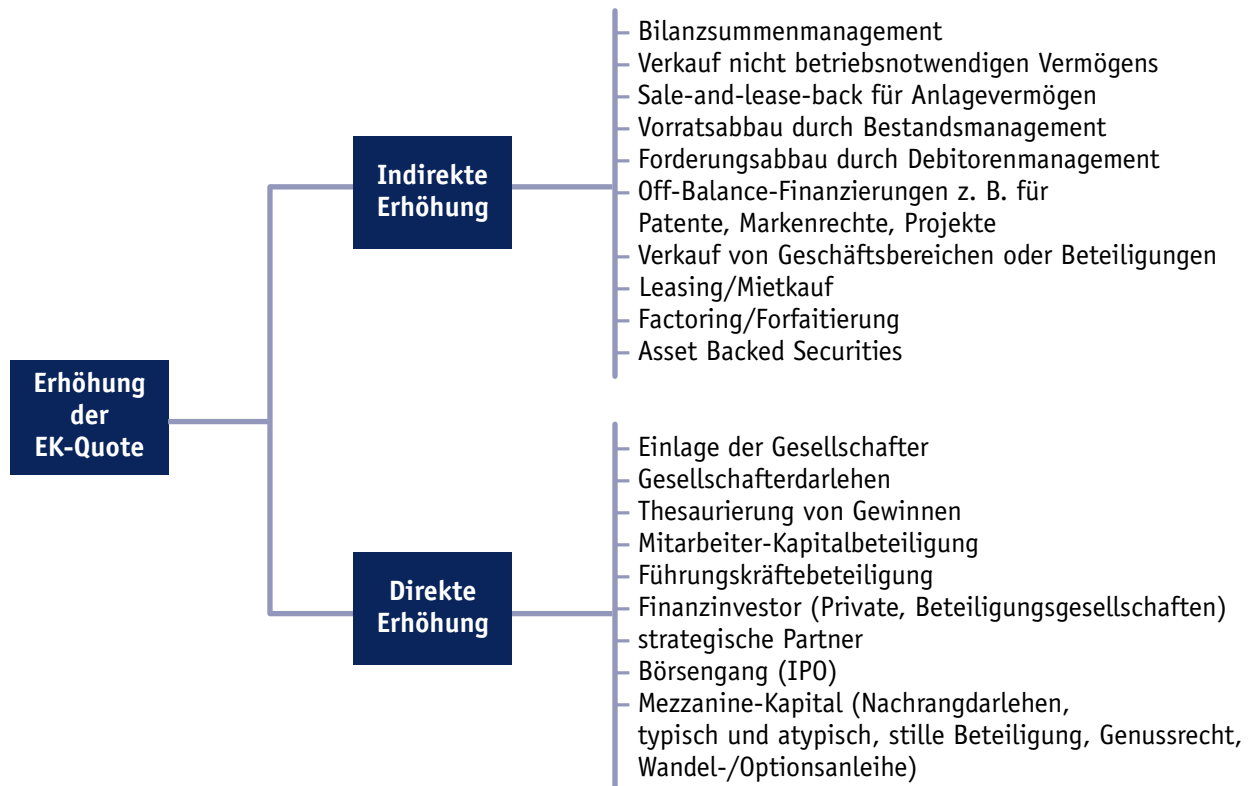 Erhöhung
der
EK-Quote
Indirekte
Erhöhung
Bilanzsummenmanagement
Verkauf nicht betriebsnotwendigen Vermögens
Sale-and-lease-back für Anlagevermögen
Vorratsabbau durch Bestandsmanagement
Forderungsabbau durch Debitorenmanagement
Off-Balance-Finanzierungen z. B. für
Patente, Markenrechte, Projekte
Verkauf von Geschäftsbereichen oder Beteiligungen
Leasing/Mietkauf
Factoring/Forfaitierung
Asset Backed Securities
Direkte
Erhöhung
Einlage der Gesellschafter
Gesellschafterdarlehen
Thesaurierung von Gewinnen
Mitarbeiter-Kapitalbeteiligung
Führungskräftebeteiligung
Finanzinvestor (Private, Beteiligungsgesellschaften)
strategische Partner
Börsengang (IPO)
Mezzanine-Kapital (Nachrangdarlehen,
typisch und atypisch, stille Beteiligung, Genussrecht,
Wandel-/Optionsanleihe)